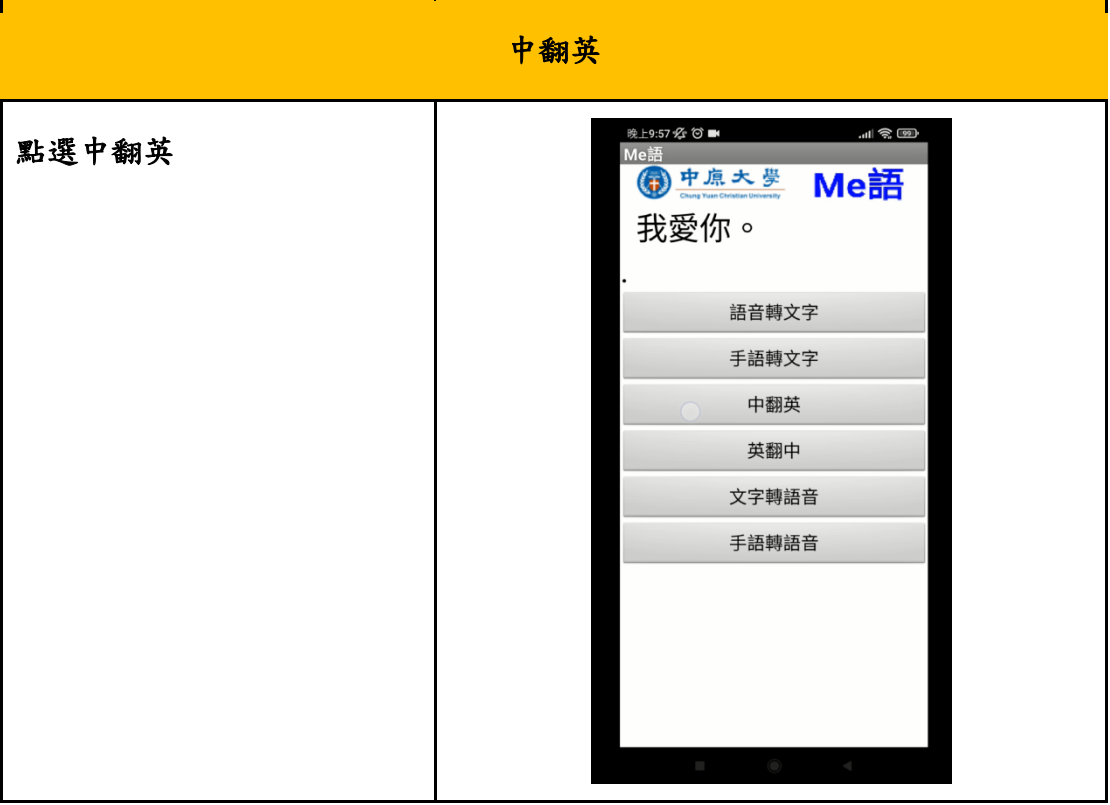 中翻英
點選中翻英
晚上9:57
99
Me語
中原大學
Chung Yuan Christian University
Me語
我愛你。
.
語音轉文字
手語轉文字
中翻英
英翻中
文字轉語音
手語轉語音